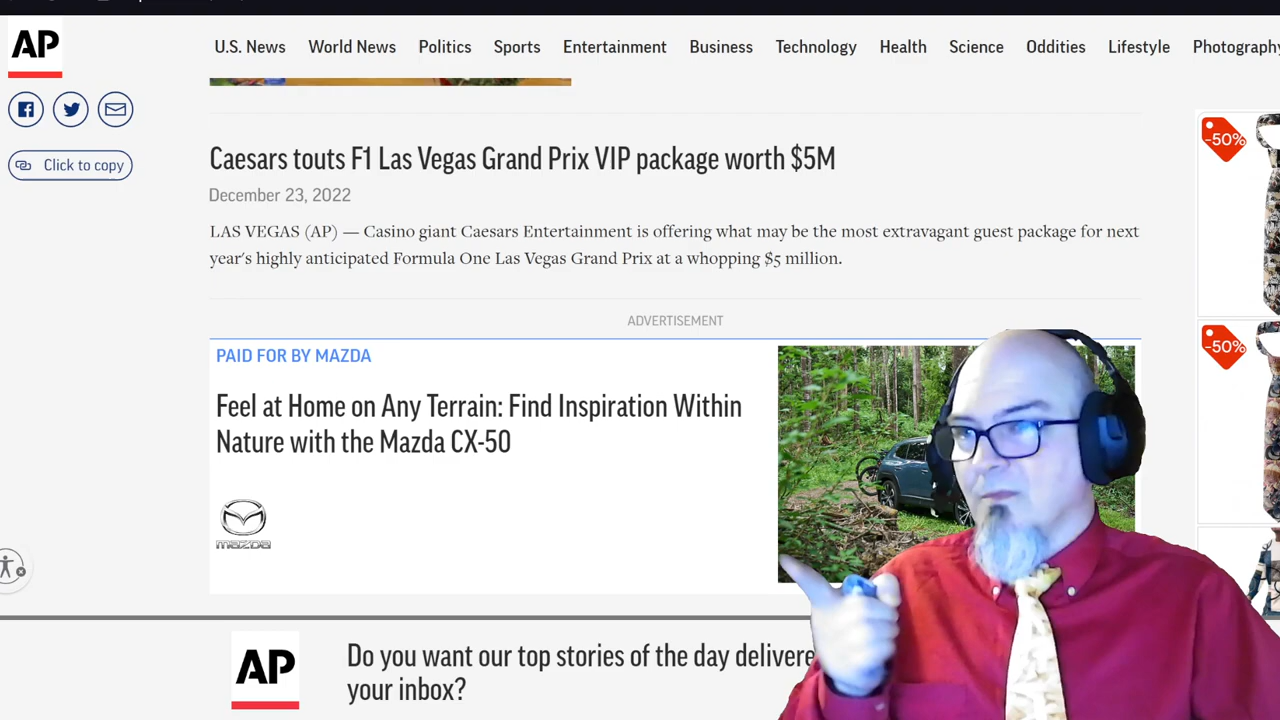 AP
U.S. News World News Politics Sports Entertainment Business Technology Health Science Oddities Lifestyle Photography
Click to copy
Caesars touts F1 Las Vegas Grand Prix VIP package worth $5M
December 23, 2022
LAS VEGAS (AP) — Casino giant Caesars Entertainment is offering what may be the most extravagant guest package for next
year's highly anticipated Formula One Las Vegas Grand Prix at a whopping $5 million.
ADVERTISEMENT
PAID FOR BY MAZDA
Feel at Home on Any Terrain: Find Inspiration Within
Nature with the Mazda CX-50
mazda
-50%
-50%
AP
Do you want our top stories of the day delivere
your inbox?